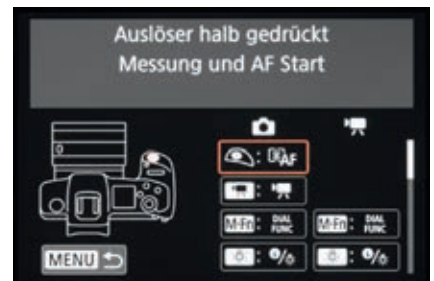 Auslöser halb gedrückt
Messung und AF Start
AF
M-Fn : DIAL FUNC M-Fn : DIAL FUNC
MENU